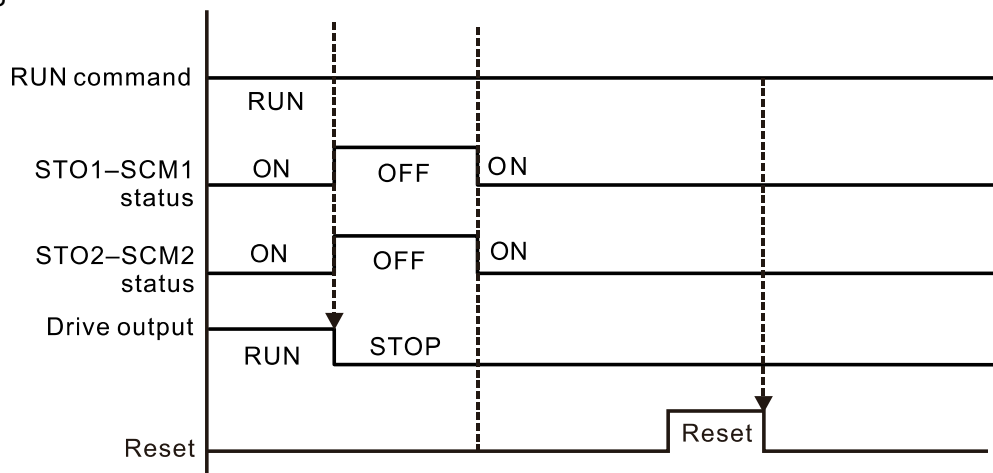 RUN command
RUN
STO1–SCM1
status
ON
OFF
ON
STO2–SCM2
status
ON
OFF
ON
Drive output
RUN
STOP
Reset
Reset